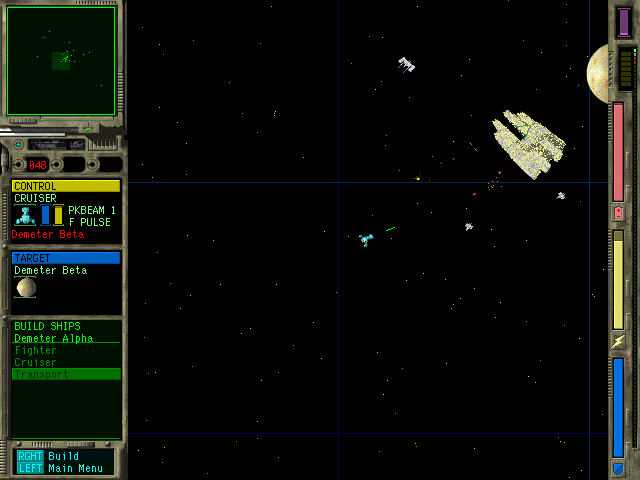 048
CONTROL
CRUISER
PKBEAM 1
F PULSE
Demeter Beta
TARGET
Demeter Beta
BUILD SHIPS
Demeter Alpha
Fighter
Cruiser
Transport
RGHT Build
LEFT Main Menu